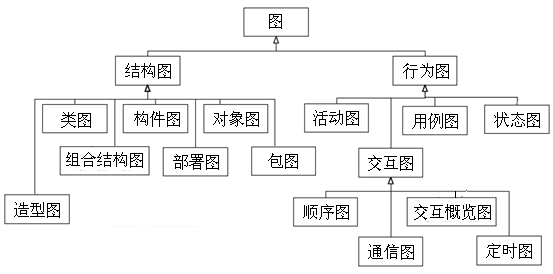 图
结构图
行为图
类图
构件图
对象图
活动图
用例图
状态图
组合结构图
部署图
包图
交互图
造型图
顺序图
交互概览图
通信图
定时图